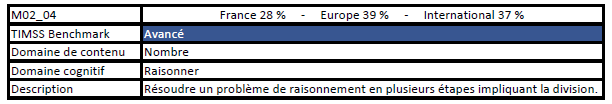 M02_04 France 28 % - Europe 39 % - International 37 %
TIMSS Benchmark Avancé
Domaine de contenu Nombre
Domaine cognitif Raisonner
Description Résoudre un problème de raisonnement en plusieurs étapes impliquant la division.